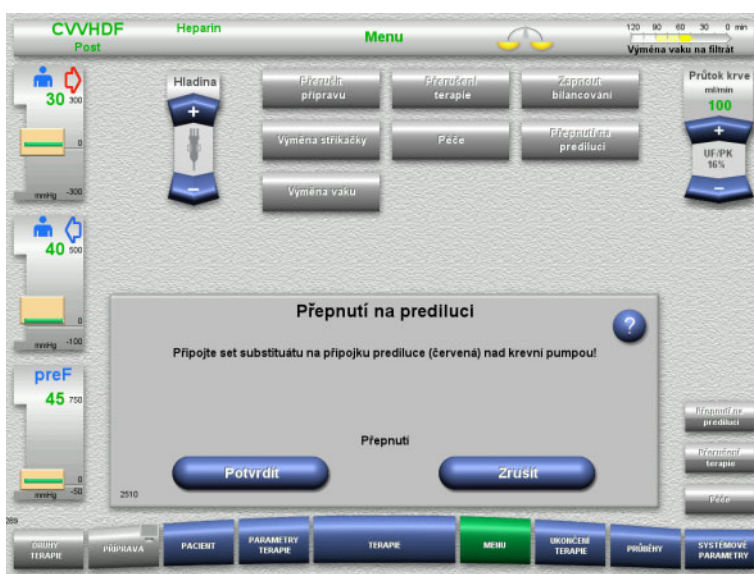 CVVHDF
Post
Heparin
Menu
120 90 60 30 0 min
Výměna vaku na filtrát
30 300
0
mmHg -300
Hladina
+
−
Přerušit
přípravu
Přerušení
terapie
Zapnout
bilancování
Výměna stříkačky
Péče
Přepnutí na
prediluci
Výměna vaku
Průtok krve
ml/min
100
+
UF/PK
16%
−
40 500
0
mmHg -100
preF
45 750
0
mmHg -50
Přepnutí na prediluci
?
Připojte set substituátu na přípojku prediluce (červená) nad krevní pumpou!
Přepnutí
Potvrdit
Zrušit
2510
Přepnutí na
prediluci
Přerušení
terapie
Péče
DRUHY
TERAPIE
PŘÍPRAVA
PACIENT
PARAMETRY
TERAPIE
TERAPIE
MENU
UKONČENÍ
TERAPIE
PRŮBĚHY
SYSTÉMOVÉ
PARAMETRY